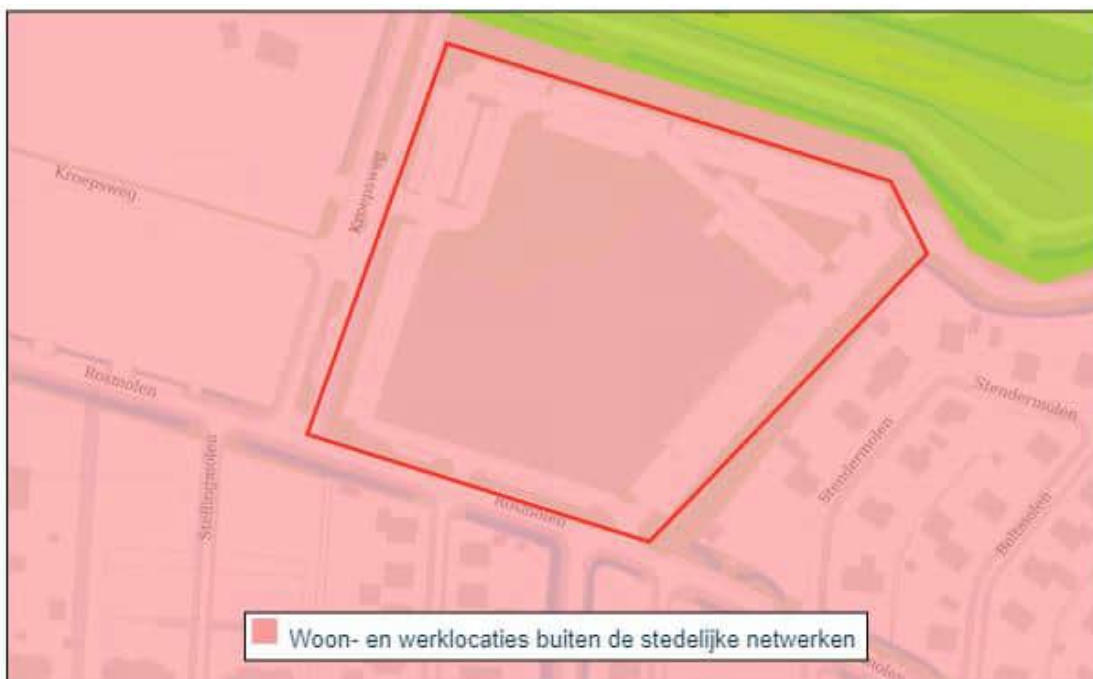 Kroepsweg
Kroepsweg
Rosmolen
Stellingmolen
Rosmolen
Stendermolen
Stendermolen
Beltmolen
Woon- en werklocaties buiten de stedelijke netwerken